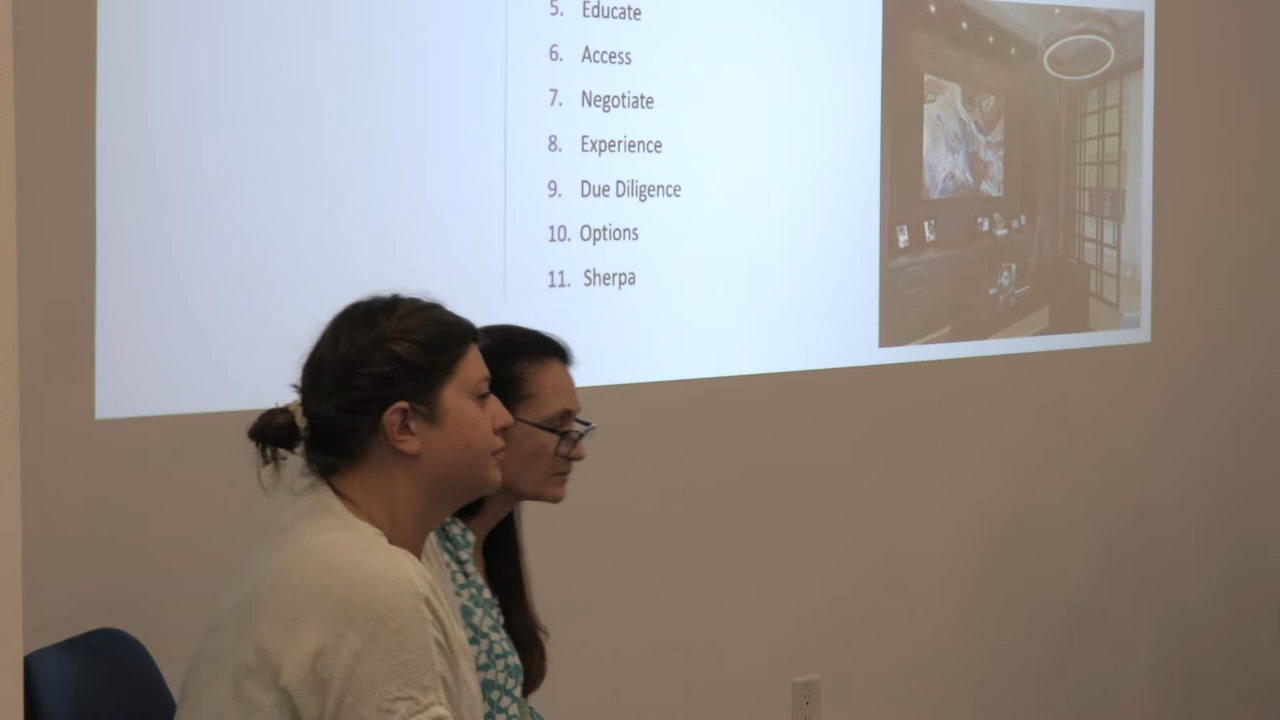 5. Educate
6. Access
7. Negotiate
8. Experience
9. Due Diligence
10. Options
11. Sherpa